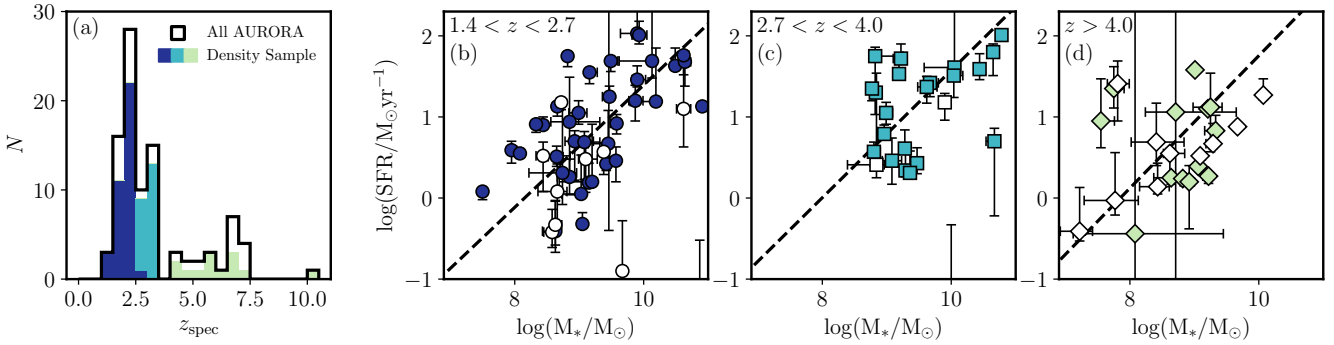 (a)
All AURORA
Density Sample
30
20
10
0
N
0.0 2.5 5.0 7.5 10.0
z_spec
1.4 < z < 2.7
(b)
2
1
0
−1
log(SFR/M⊙yr⁻¹)
8 10
log(M*/M⊙)
2.7 < z < 4.0
(c)
2
1
0
−1
8 10
log(M*/M⊙)
z > 4.0
(d)
2
1
0
−1
8 10
log(M*/M⊙)